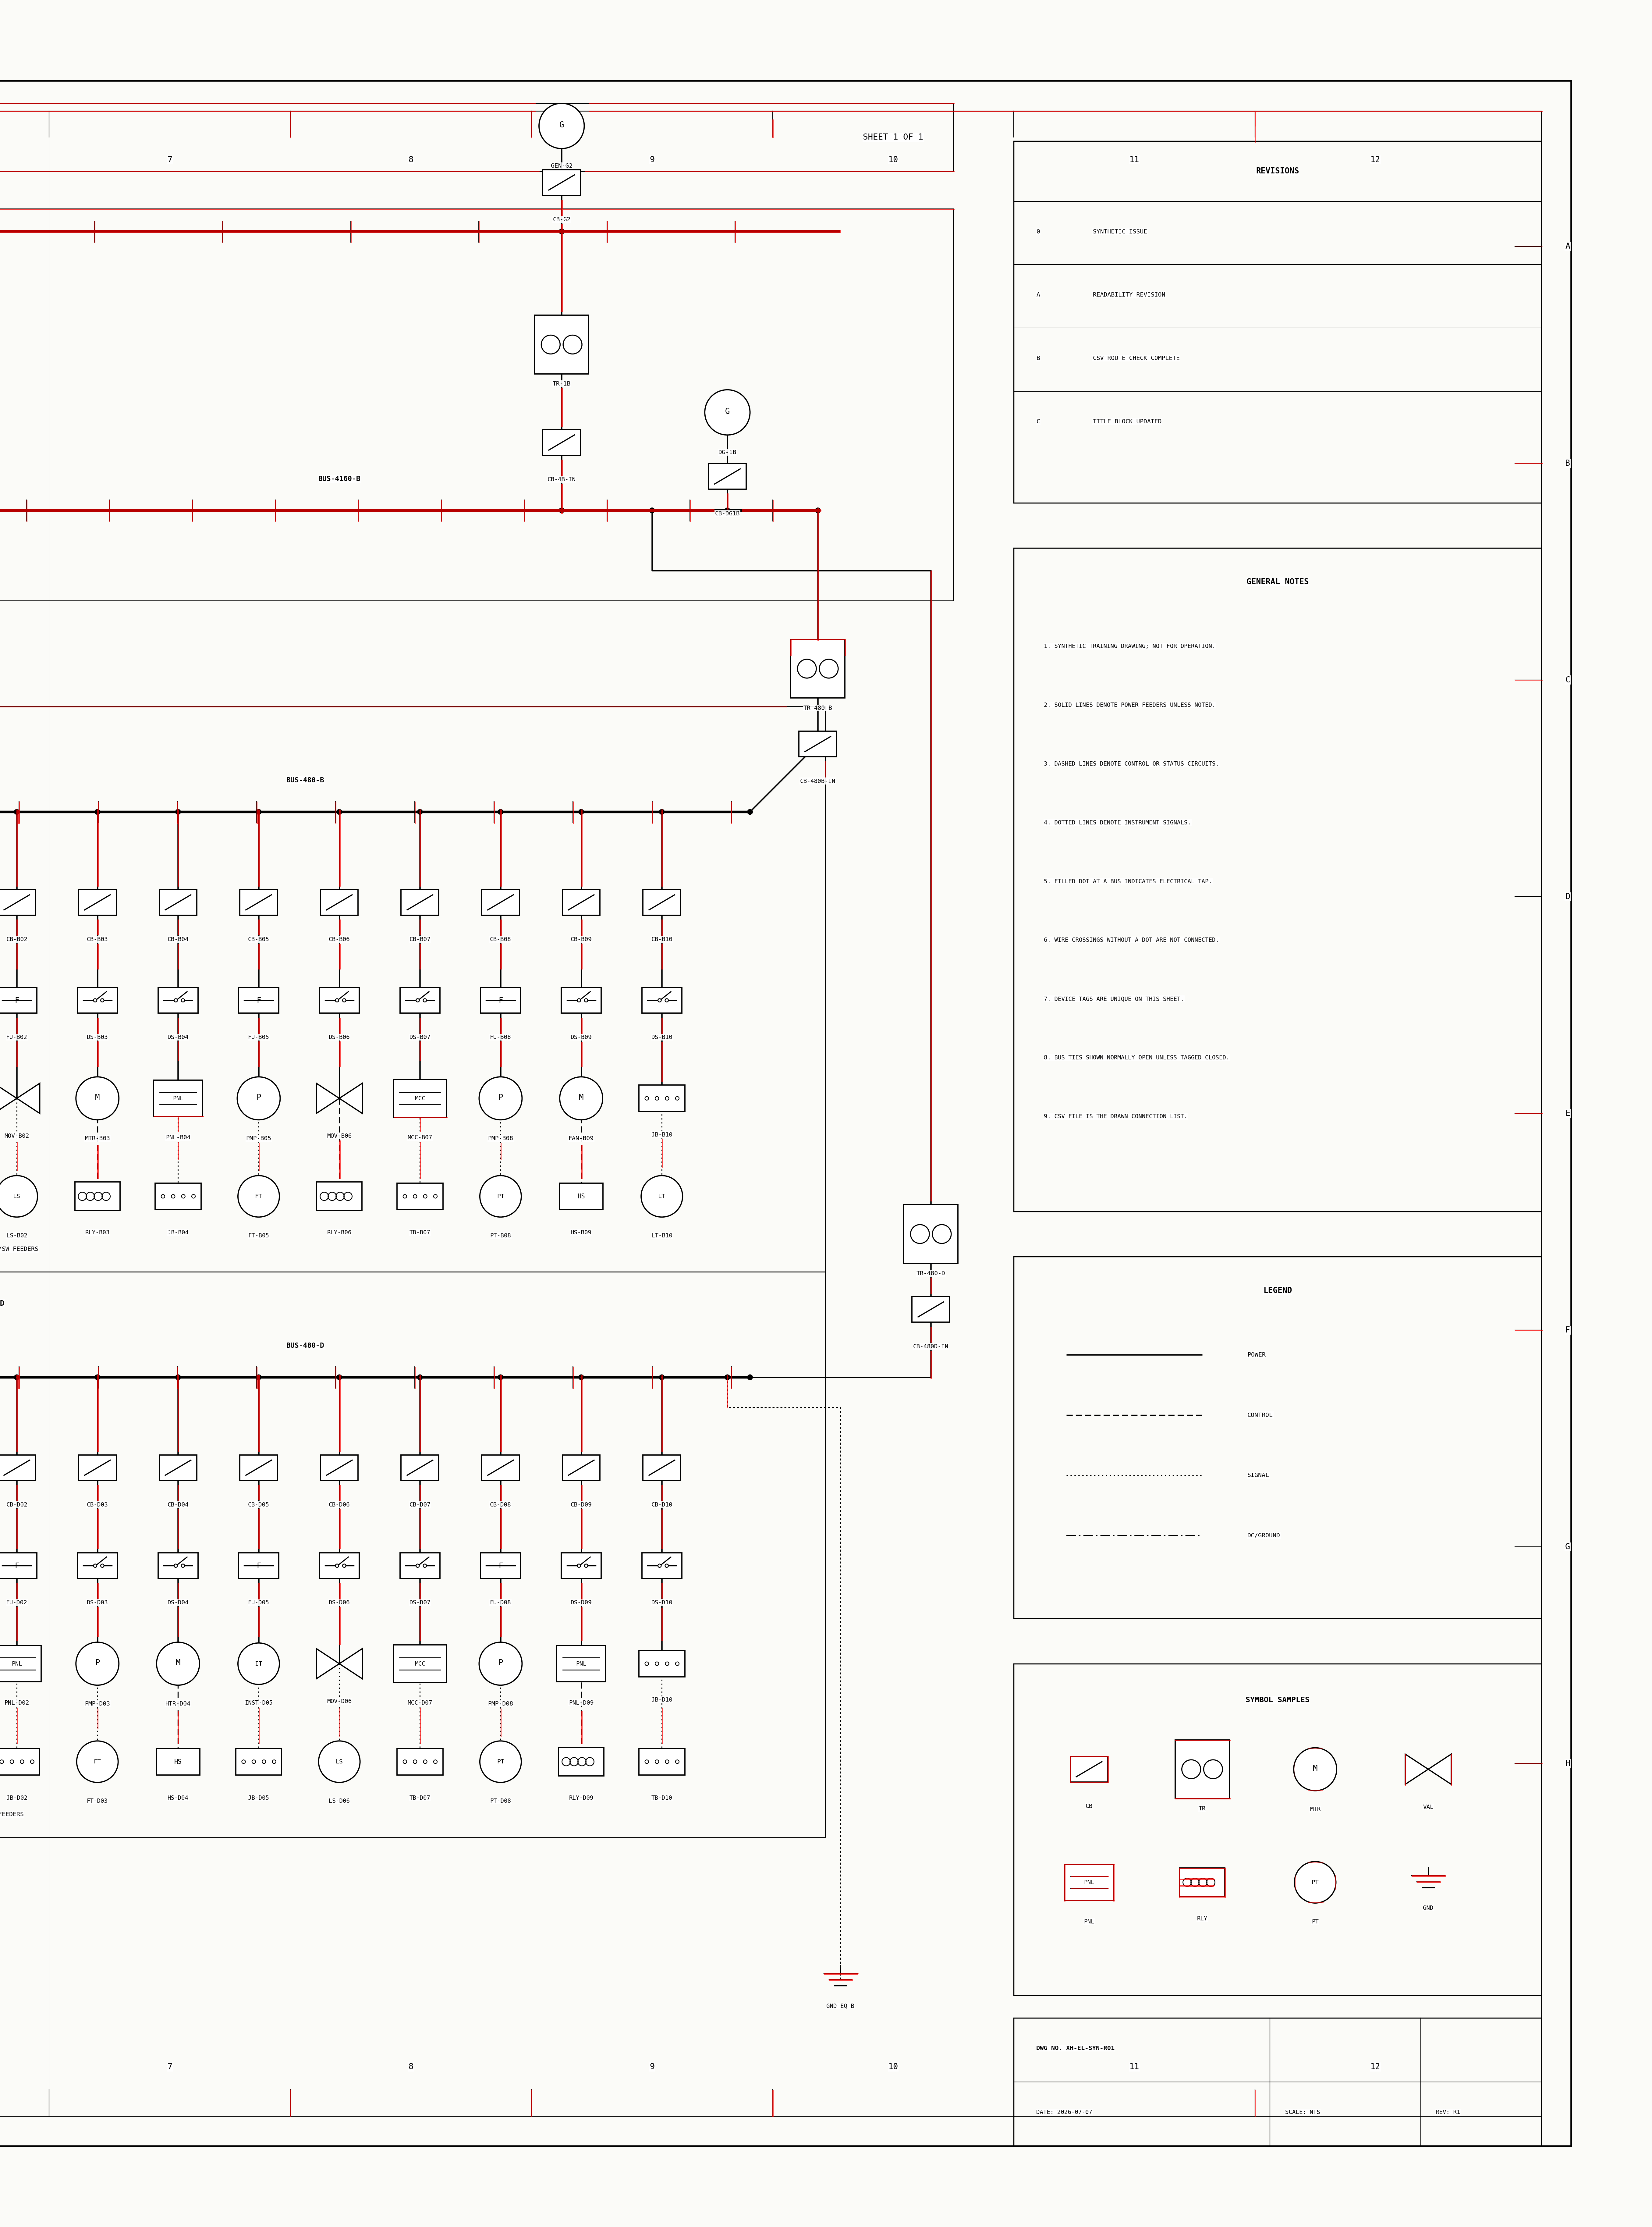 G
SHEET 1 OF 1
7 8 9 10 11 12
GEN-G2
CB-G2
TR-1B
G
DG-1B
BUS-4160-B
CB-4B-IN
CB-DG1B
TR-480-B
CB-480B-IN
BUS-480-B
CB-B02 CB-B03 CB-B04 CB-B05 CB-B06 CB-B07 CB-B08 CB-B09 CB-B10
F F F
FU-B02 DS-B03 DS-B04 FU-B05 DS-B06 DS-B07 FU-B08 DS-B09 DS-B10
M PNL P MCC P M
MOV-B02 MTR-B03 PNL-B04 PMP-B05 MOV-B06 MCC-B07 PMP-B08 FAN-B09 JB-B10
LS FT PT HS LT
LS-B02 RLY-B03 JB-B04 FT-B05 RLY-B06 TB-B07 PT-B08 HS-B09 LT-B10
/SW FEEDERS
TR-480-D
D
CB-480D-IN
BUS-480-D
CB-D02 CB-D03 CB-D04 CB-D05 CB-D06 CB-D07 CB-D08 CB-D09 CB-D10
F F F
FU-D02 DS-D03 DS-D04 FU-D05 DS-D06 DS-D07 FU-D08 DS-D09 DS-D10
PNL P M IT MCC P PNL
PNL-D02 PMP-D03 HTR-D04 INST-D05 MOV-D06 MCC-D07 PMP-D08 PNL-D09 JB-D10
FT HS LS PT
JB-D02 FT-D03 HS-D04 JB-D05 LS-D06 TB-D07 PT-D08 RLY-D09 TB-D10
FEEDERS
GND-EQ-B
7 8 9 10 11 12
REVISIONS
0 SYNTHETIC ISSUE
A READABILITY REVISION
B CSV ROUTE CHECK COMPLETE
C TITLE BLOCK UPDATED
GENERAL NOTES
1. SYNTHETIC TRAINING DRAWING; NOT FOR OPERATION.
2. SOLID LINES DENOTE POWER FEEDERS UNLESS NOTED.
3. DASHED LINES DENOTE CONTROL OR STATUS CIRCUITS.
4. DOTTED LINES DENOTE INSTRUMENT SIGNALS.
5. FILLED DOT AT A BUS INDICATES ELECTRICAL TAP.
6. WIRE CROSSINGS WITHOUT A DOT ARE NOT CONNECTED.
7. DEVICE TAGS ARE UNIQUE ON THIS SHEET.
8. BUS TIES SHOWN NORMALLY OPEN UNLESS TAGGED CLOSED.
9. CSV FILE IS THE DRAWN CONNECTION LIST.
LEGEND
POWER
CONTROL
SIGNAL
DC/GROUND
SYMBOL SAMPLES
M
CB TR MTR VAL
PNL PT
PNL RLY PT GND
DWG NO. XH-EL-SYN-R01
DATE: 2026-07-07 SCALE: NTS REV: R1
A
B
C
D
E
F
G
H